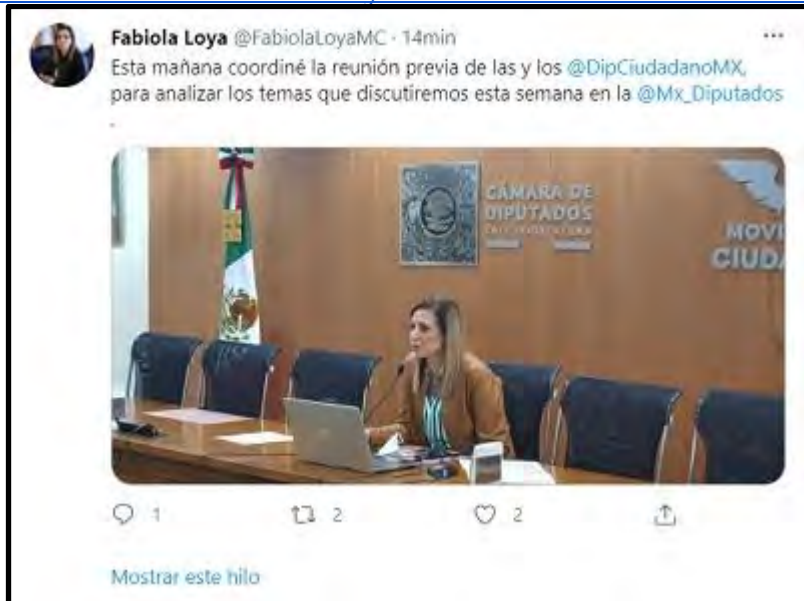 Fabiola Loya @FabiolaLoyaMC · 14min
Esta mañana coordiné la reunión previa de las y los @DipCiudadanoMX,
para analizar los temas que discutiremos esta semana en la @Mx_Diputados
.
CÁMARA DE
DIPUTADOS
MOVI
CIUDA
1 2 2
Mostrar este hilo